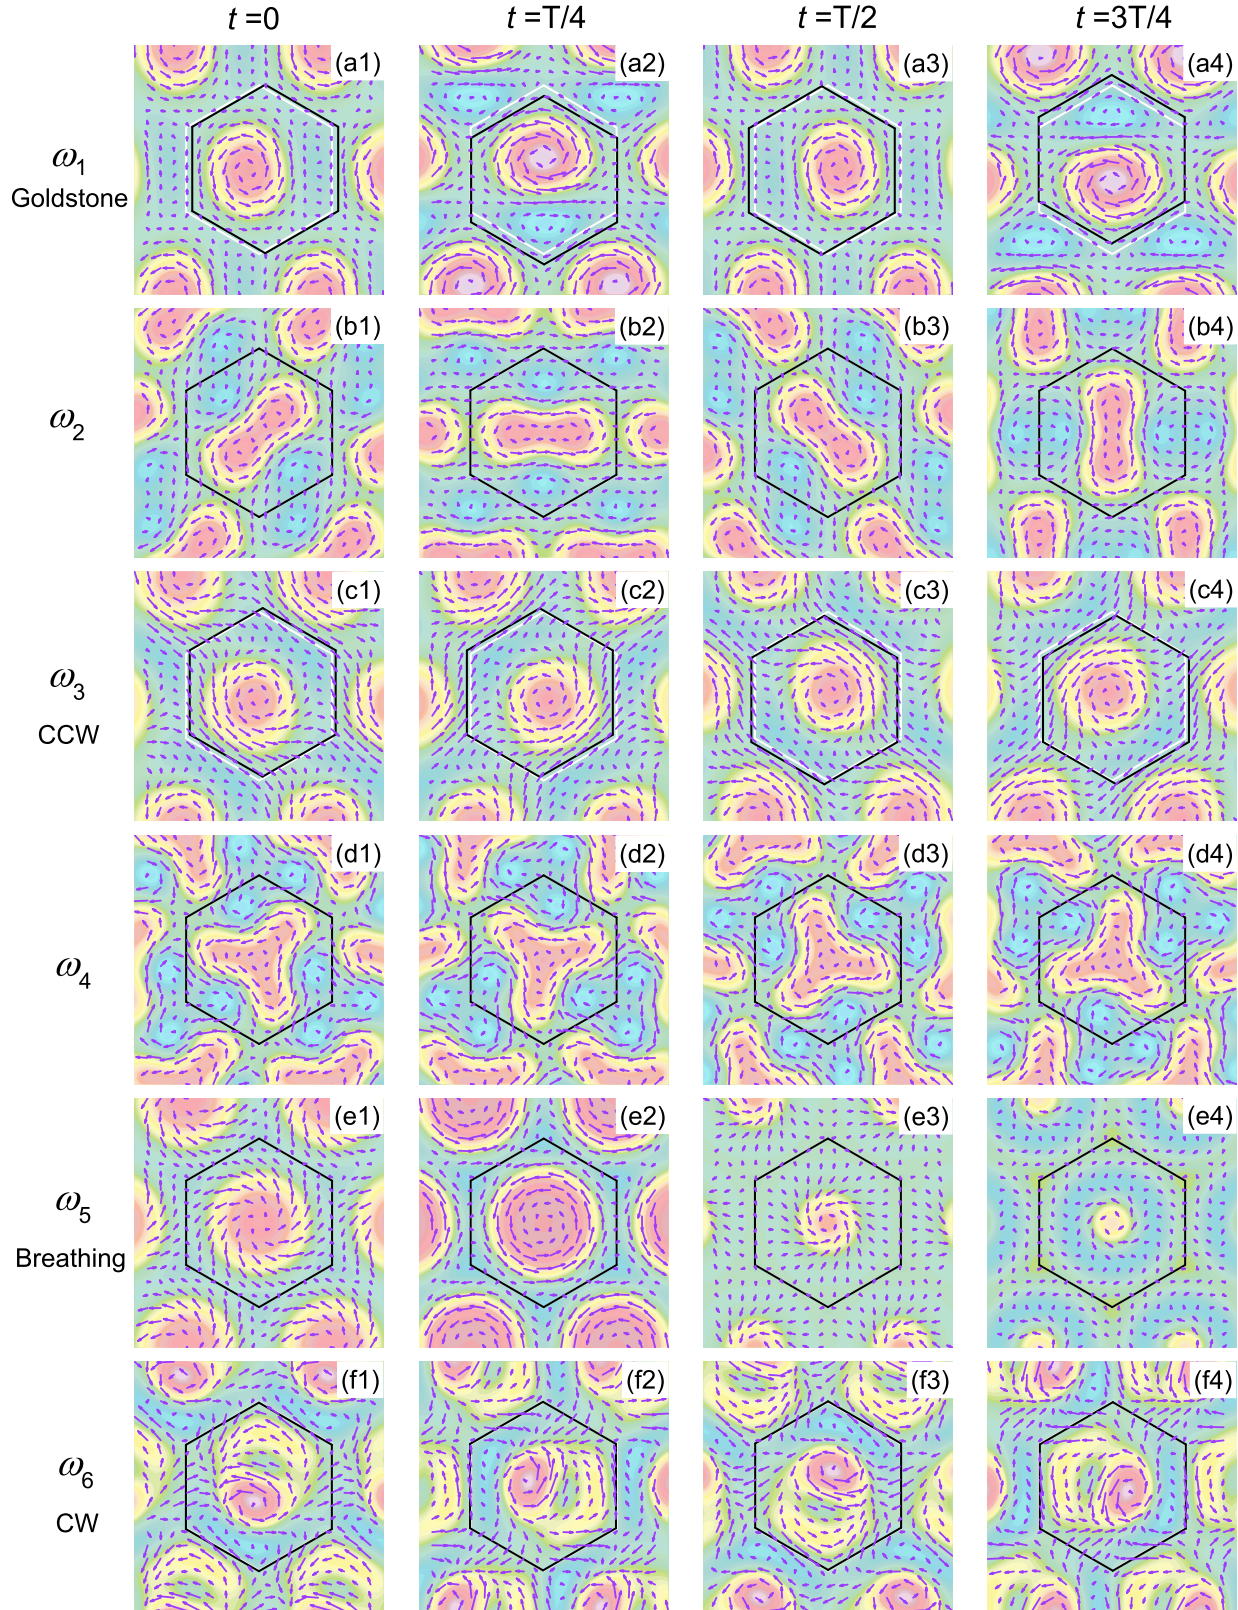 t =0 t =T/4 t =T/2 t =3T/4
(a1) (a2) (a3) (a4)
ω1
Goldstone
(b1) (b2) (b3) (b4)
ω2
(c1) (c2) (c3) (c4)
ω3
CCW
(d1) (d2) (d3) (d4)
ω4
(e1) (e2) (e3) (e4)
ω5
Breathing
(f1) (f2) (f3) (f4)
ω6
CW